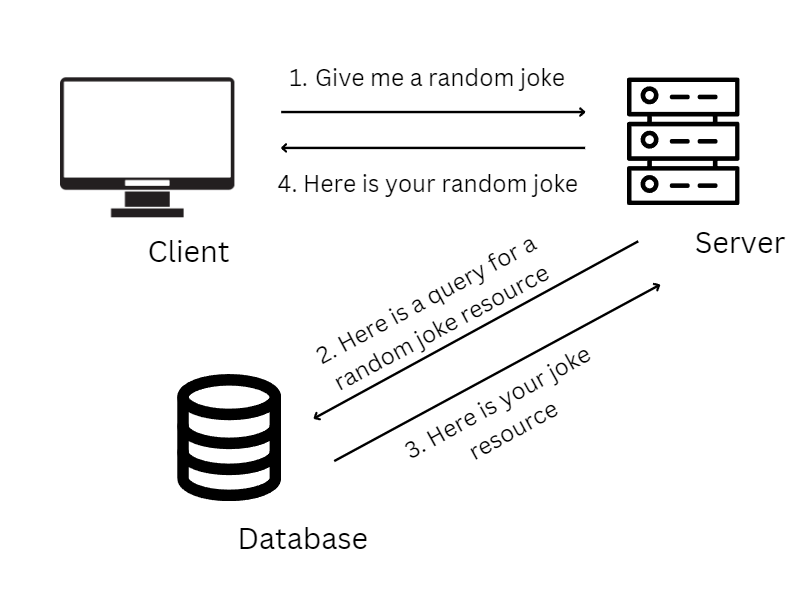 1. Give me a random joke
4. Here is your random joke
Client
Server
2. Here is a query for a
random joke resource
3. Here is your joke
resource
Database